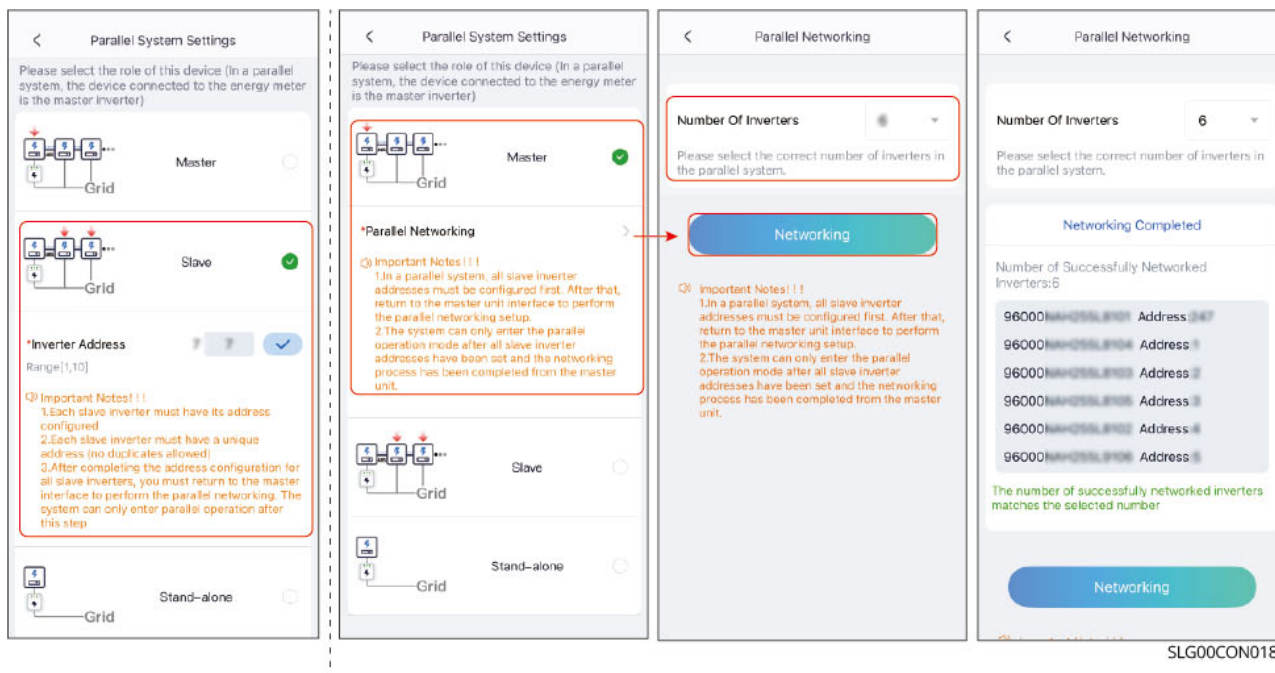 Parallel System Settings
Please select the role of this device (In a parallel
system, the device connected to the energy meter
is the master inverter)
Master
Grid
Slave
Grid
*Inverter Address
Range[1,10]
Important Notes! ! !
1.Each slave inverter must have its address
configured
2.Each slave inverter must have a unique
address (no duplicates allowed)
3.After completing the address configuration for
all slave inverters, you must return to the master
interface to perform the parallel networking. The
system can only enter parallel operation after
this step
Stand-alone
Grid
Parallel System Settings
Please select the role of this device (In a parallel
system, the device connected to the energy meter
is the master inverter)
Master
Grid
*Parallel Networking
Important Notes! ! !
1.In a parallel system, all slave inverter
addresses must be configured first. After that,
return to the master unit interface to perform
the parallel networking setup.
2.The system can only enter the parallel
operation mode after all slave inverter
addresses have been set and the networking
process has been completed from the master
unit.
Slave
Grid
Stand-alone
Grid
Parallel Networking
Number Of Inverters
Please select the correct number of inverters in
the parallel system.
Networking
Important Notes! ! !
1.In a parallel system, all slave inverter
addresses must be configured first. After that,
return to the master unit interface to perform
the parallel networking setup.
2.The system can only enter the parallel
operation mode after all slave inverter
addresses have been set and the networking
process has been completed from the master
unit.
Parallel Networking
Number Of Inverters 6
Please select the correct number of inverters in
the parallel system.
Networking Completed
Number of Successfully Networked
Inverters:6
96000 Address
96000 Address
96000 Address
96000 Address
96000 Address
96000 Address
The number of successfully networked inverters
matches the selected number
Networking
SLG00CON018